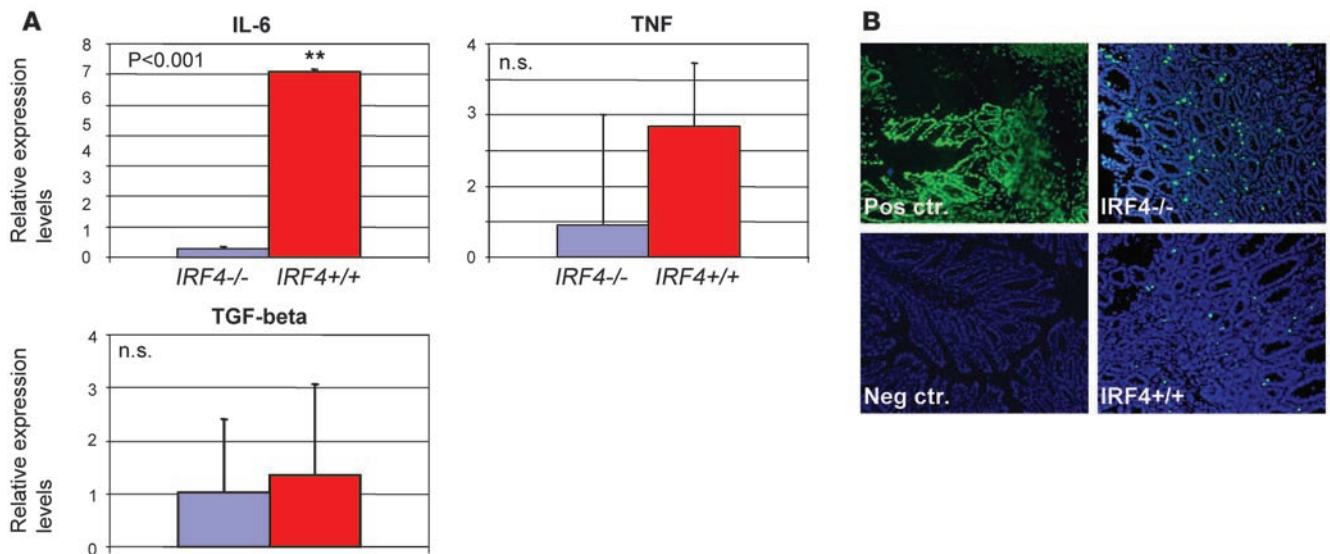 A
IL-6
Relative expression
levels
8
7
6
5
4
3
2
1
0
P<0.001
**
IRF4-/-
IRF4+/+
TNF
4
3
2
1
0
n.s.
IRF4-/-
IRF4+/+
TGF-beta
Relative expression
levels
4
3
2
1
0
n.s.
B
Pos ctr.
IRF4-/-
Neg ctr.
IRF4+/+